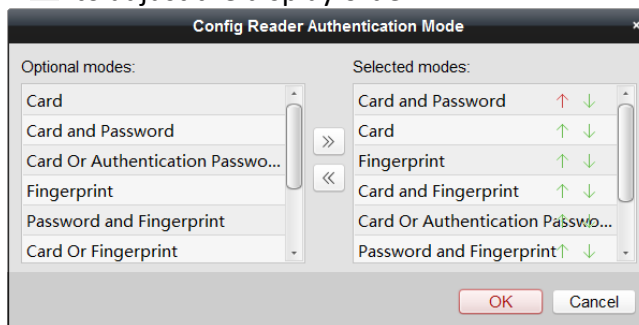 Config Reader Authentication Mode ×
Optional modes:
Card
Card and Password
Card Or Authentication Passwo...
Fingerprint
Password and Fingerprint
Card Or Fingerprint
Selected modes:
Card and Password
Card
Fingerprint
Card and Fingerprint
Card Or Authentication Passwo...
Password and Fingerprint
OK
Cancel